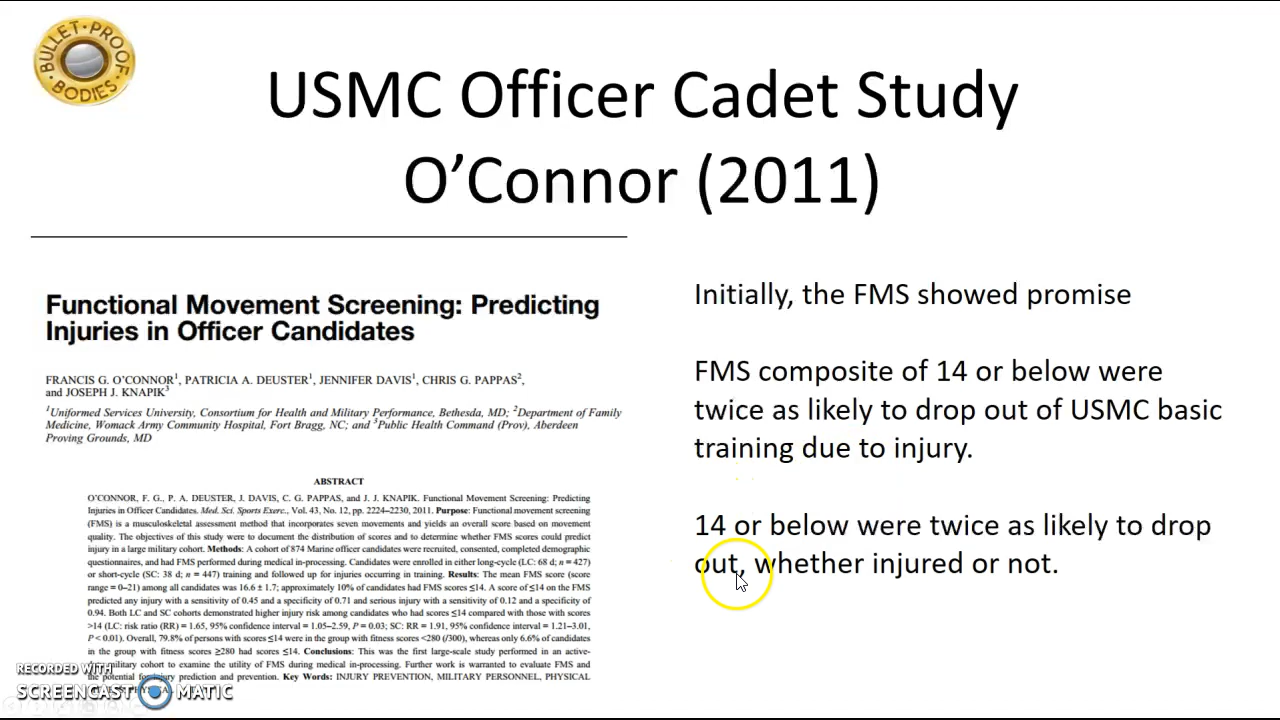 BULLET-PROOF
BODIES
USMC Officer Cadet Study
O’Connor (2011)
Functional Movement Screening: Predicting
Injuries in Officer Candidates
FRANCIS G. O’CONNOR¹, PATRICIA A. DEUSTER¹, JENNIFER DAVIS¹, CHRIS G. PAPPAS²,
and JOSEPH J. KNAPIK³
¹Uniformed Services University, Consortium for Health and Military Performance, Bethesda, MD; ²Department of Family
Medicine, Womack Army Community Hospital, Fort Bragg, NC; and ³Public Health Command (Prov), Aberdeen
Proving Grounds, MD
ABSTRACT
O’CONNOR, F. G., P. A. DEUSTER, J. DAVIS, C. G. PAPPAS, and J. J. KNAPIK. Functional Movement Screening: Predicting
Injuries in Officer Candidates. Med. Sci. Sports Exerc., Vol. 43, No. 12, pp. 2224–2230, 2011. Purpose: Functional movement screening
(FMS) is a musculoskeletal assessment method that incorporates seven movements and yields an overall score based on movement
quality. The objectives of this study were to document the distribution of scores and to determine whether FMS scores could predict
injury in a large military cohort. Methods: A cohort of 874 Marine officer candidates were recruited, consented, completed demographic
questionnaires, and had FMS performed during medical in-processing. Candidates were enrolled in either long-cycle (LC: 68 d; n = 427)
or short-cycle (SC: 38 d; n = 447) training and followed up for injuries occurring in training. Results: The mean FMS score (score
range = 0–21) among all candidates was 16.6 ± 1.7; approximately 10% of candidates had FMS scores ≤14. A score of ≤14 on the FMS
predicted any injury with a sensitivity of 0.45 and a specificity of 0.71 and serious injury with a sensitivity of 0.12 and a specificity of
0.94. Both LC and SC cohorts demonstrated higher injury risk among candidates who had scores ≤14 compared with those with scores
>14 (LC: risk ratio (RR) = 1.65, 95% confidence interval = 1.05–2.59, P = 0.03; SC: RR = 1.91, 95% confidence interval = 1.21–3.01,
P < 0.01). Overall, 79.8% of persons with scores ≤14 were in the group with fitness scores <280 (/300), whereas only 6.6% of candidates
in the group with fitness scores ≥280 had scores ≤14. Conclusions: This was the first large-scale study performed in an active-
military cohort to examine the utility of FMS during medical in-processing. Further work is warranted to evaluate FMS and
the potential for injury prediction and prevention. Key Words: INJURY PREVENTION, MILITARY PERSONNEL, PHYSICAL
Initially, the FMS showed promise
FMS composite of 14 or below were
twice as likely to drop out of USMC basic
training due to injury.
14 or below were twice as likely to drop
out, whether injured or not.
RECORDED WITH
SCREENCAST MATIC